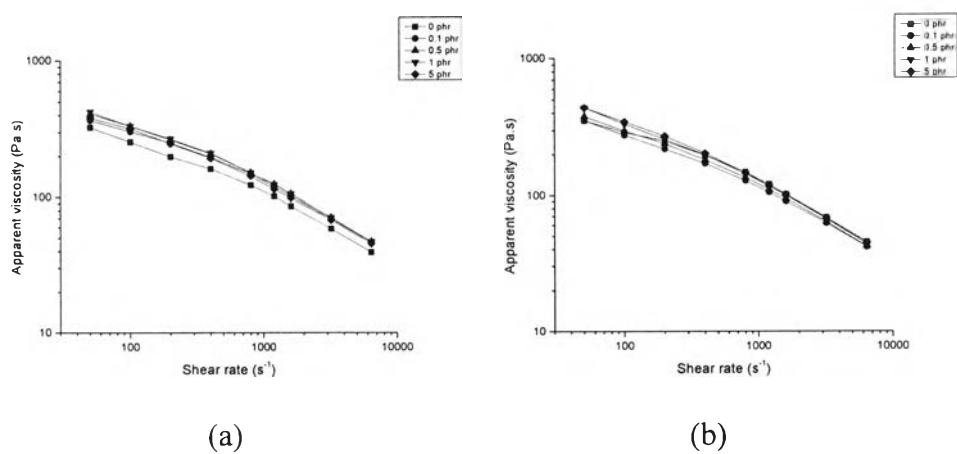 0 phr
0.1 phr
0.5 phr
1 phr
5 phr
1000
100
10
Apparent viscosity (Pa s)
100
1000
10000
Shear rate (s⁻¹)
(a)
0 phr
0.1 phr
0.5 phr
1 phr
5 phr
1000
100
10
Apparent viscosity (Pa.s)
100
1000
10000
Shear rate (s⁻¹)
(b)